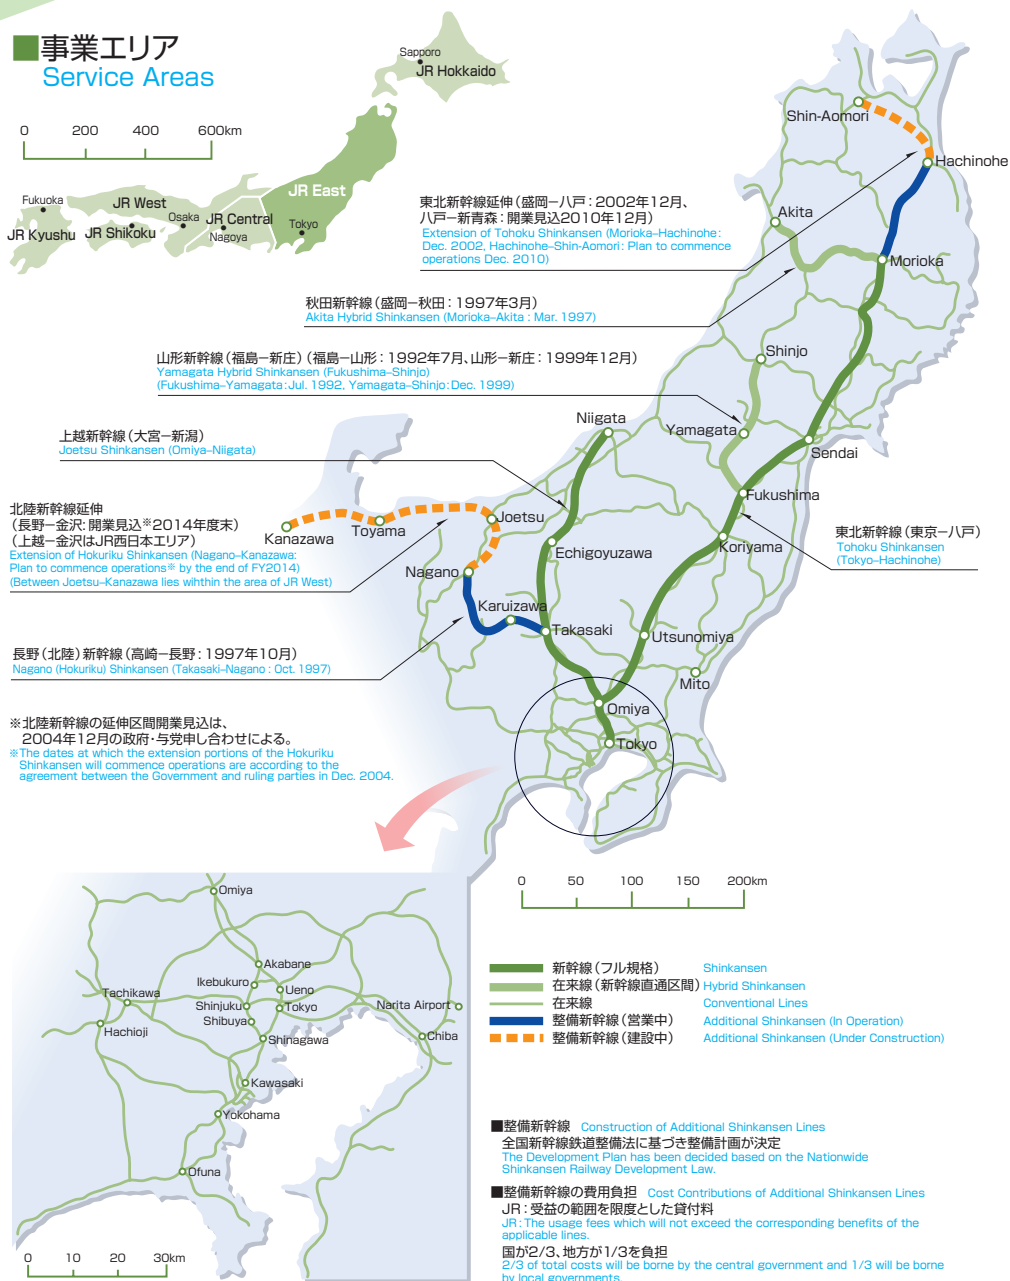 ■事業エリア
Service Areas
0 200 400 600km
Sapporo
JR Hokkaido
JR East
Fukuoka
JR West
Osaka
JR Central
Tokyo
JR Kyushu
JR Shikoku
Nagoya
Shin-Aomori
Hachinohe
東北新幹線延伸(盛岡−八戸:2002年12月、
八戸−新青森:開業見込2010年12月)
Extension of Tohoku Shinkansen (Morioka–Hachinohe:
Dec. 2002, Hachinohe–Shin-Aomori: Plan to commence
operations Dec. 2010)
Akita
Morioka
秋田新幹線(盛岡−秋田:1997年3月)
Akita Hybrid Shinkansen (Morioka–Akita : Mar. 1997)
山形新幹線(福島−新庄)(福島−山形:1992年7月、山形−新庄:1999年12月)
Yamagata Hybrid Shinkansen (Fukushima–Shinjo)
(Fukushima–Yamagata:Jul. 1992, Yamagata–Shinjo:Dec. 1999)
Shinjo
Niigata
Yamagata
Sendai
上越新幹線(大宮−新潟)
Joetsu Shinkansen (Omiya–Niigata)
Fukushima
北陸新幹線延伸
(長野−金沢:開業見込※2014年度末)
(上越−金沢はJR西日本エリア)
Extension of Hokuriku Shinkansen (Nagano–Kanazawa:
Plan to commence operations※ by the end of FY2014)
(Between Joetsu–Kanazawa lies whthin the area of JR West)
Kanazawa
Toyama
Joetsu
Echigoyuzawa
Koriyama
東北新幹線(東京−八戸)
Tohoku Shinkansen
(Tokyo–Hachinohe)
Nagano
Karuizawa
Takasaki
Utsunomiya
長野(北陸)新幹線(高崎−長野:1997年10月)
Nagano (Hokuriku) Shinkansen (Takasaki–Nagano : Oct. 1997)
Mito
Omiya
Tokyo
※北陸新幹線の延伸区間開業見込は、
2004年12月の政府・与党申し合わせによる。
※The dates at which the extension portions of the Hokuriku
Shinkansen will commence operations are according to the
agreement between the Government and ruling parties in Dec. 2004.
0 50 100 150 200km
Omiya
Akabane
Ikebukuro
Ueno
Tachikawa
Shinjuku
Tokyo
Narita Airport
Shibuya
Hachioji
Shinagawa
Chiba
Kawasaki
Yokohama
Ofuna
0 10 20 30km
新幹線(フル規格) Shinkansen
在来線(新幹線直通区間) Hybrid Shinkansen
在来線 Conventional Lines
整備新幹線(営業中) Additional Shinkansen (In Operation)
整備新幹線(建設中) Additional Shinkansen (Under Construction)
■整備新幹線 Construction of Additional Shinkansen Lines
全国新幹線鉄道整備法に基づき整備計画が決定
The Development Plan has been decided based on the Nationwide
Shinkansen Railway Development Law.
■整備新幹線の費用負担 Cost Contributions of Additional Shinkansen Lines
JR:受益の範囲を限度とした貸付料
JR:The usage fees which will not exceed the corresponding benefits of the
applicable lines.
国が2/3、地方が1/3を負担
2/3 of total costs will be borne by the central government and 1/3 will be borne
by local governments.